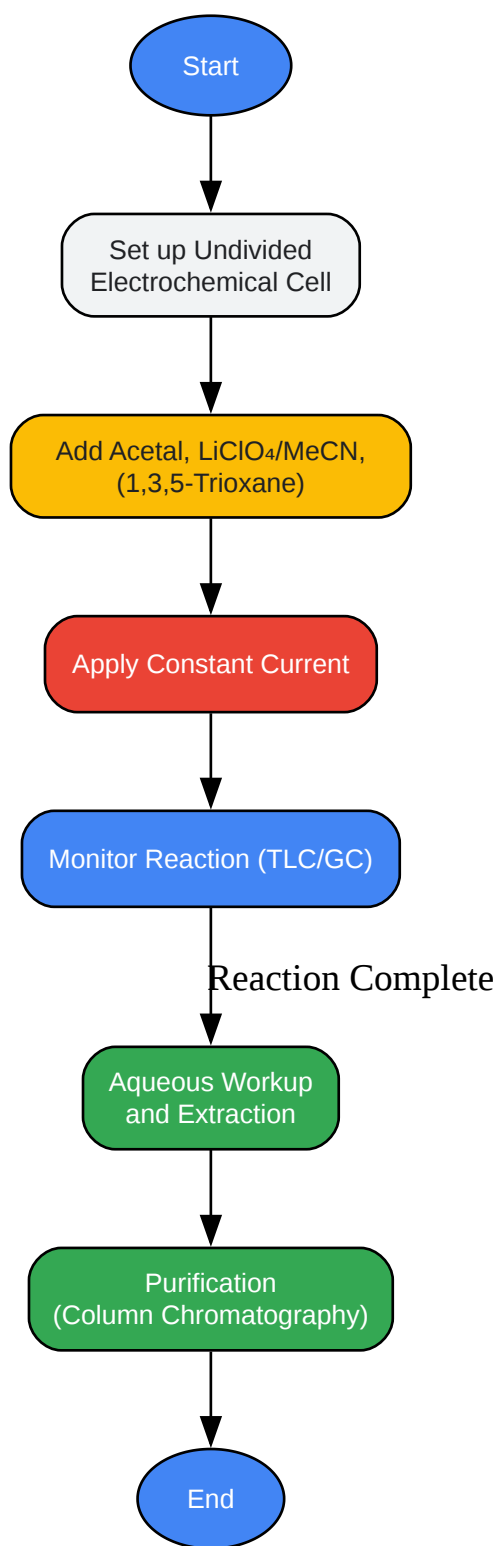 Start
Set up Undivided
Electrochemical Cell
Add Acetal, LiClO₄/MeCN,
(1,3,5-Trioxane)
Apply Constant Current
Monitor Reaction (TLC/GC)
Reaction Complete
Aqueous Workup
and Extraction
Purification
(Column Chromatography)
End